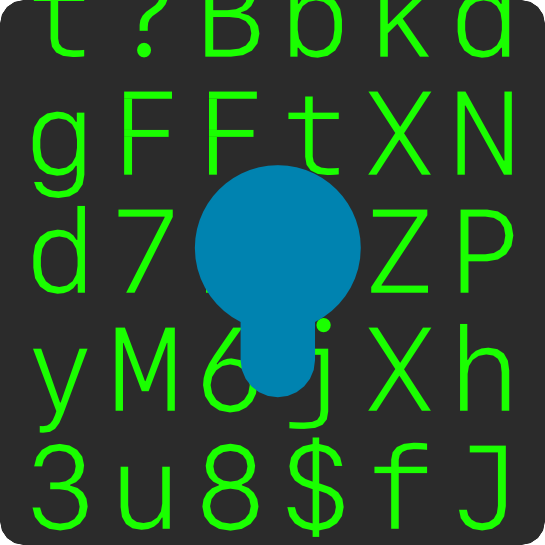 t?Bbkd
gFFtXN
d7 ZP
yM6jXh
3u8$fJ